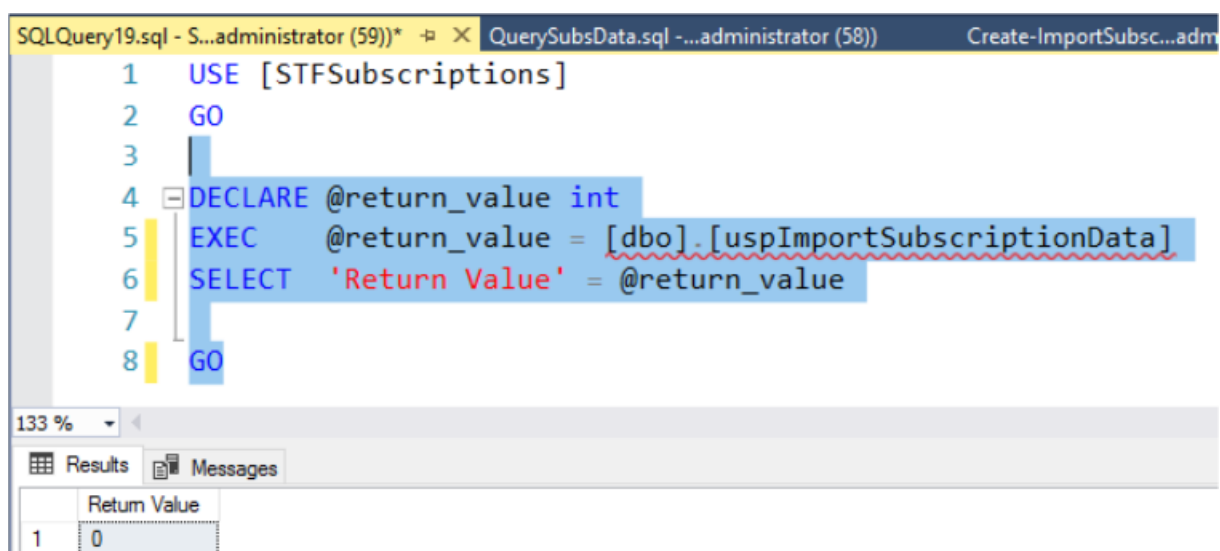 SQLQuery19.sql - S...administrator (59))* QuerySubsData.sql -...administrator (58)) Create-ImportSubsc...adm
1 USE [STFSubscriptions]
2 GO
3
4 DECLARE @return_value int
5 EXEC @return_value = [dbo].[uspImportSubscriptionData]
6 SELECT 'Return Value' = @return_value
7
8 GO
133 %
Results Messages
Return Value
1 0